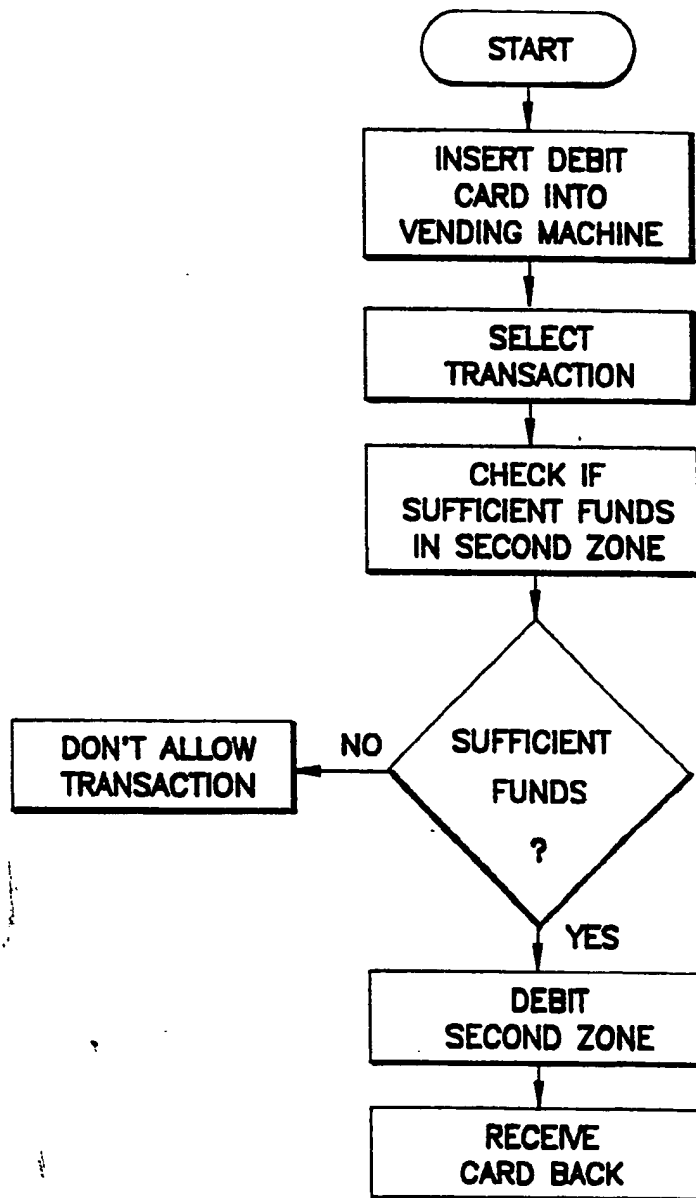 START
INSERT DEBIT
CARD INTO
VENDING MACHINE
SELECT
TRANSACTION
CHECK IF
SUFFICIENT FUNDS
IN SECOND ZONE
SUFFICIENT
FUNDS
?
NO
DON'T ALLOW
TRANSACTION
YES
DEBIT
SECOND ZONE
RECEIVE
CARD BACK